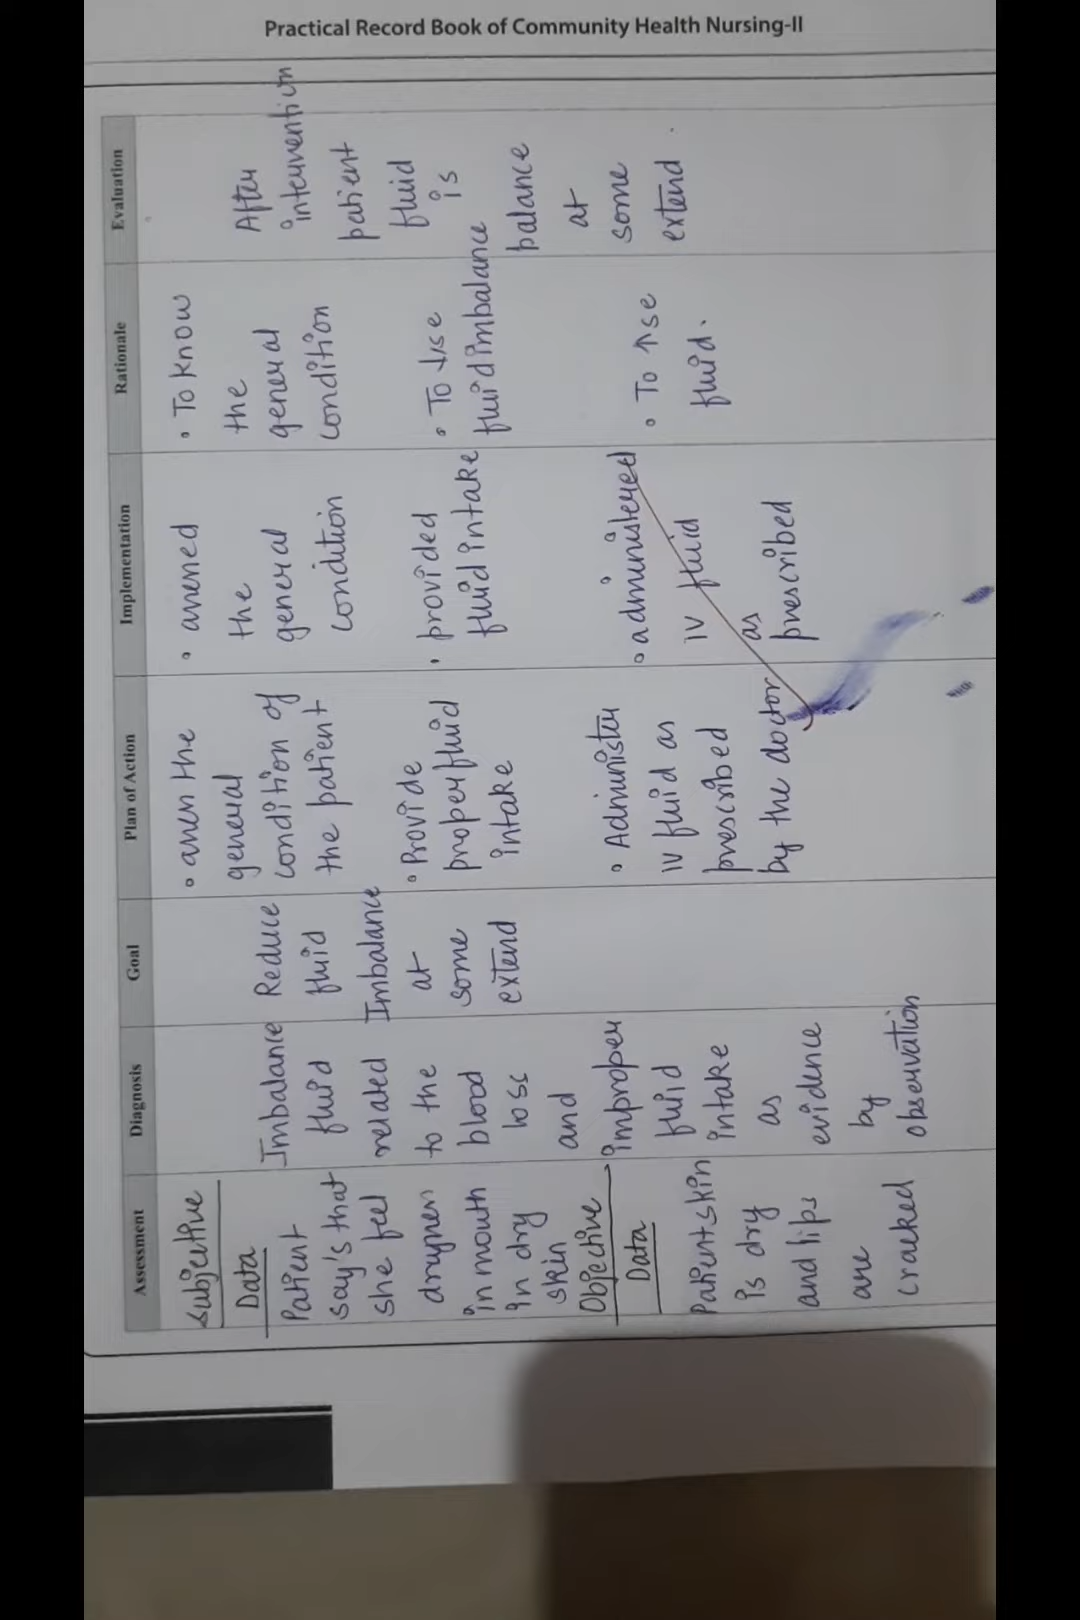 Practical Record Book of Community Health Nursing-II
Assessment
Diagnosis
Goal
Plan of Action
Implementation
Rationale
Evaluation
Subjective
Data
Patient
say's that
she feel
dryness
in mouth
in dry
skin
Objective
Data
Patient skin
is dry
and lips
are
cracked
Imbalance
fluid
related
to the
blood
loss
and
improper
fluid
intake
as
evidence
by
observation
Reduce
fluid
Imbalance
at
some
extend
• assess the
general
condition of
the patient
• Provide
proper fluid
intake
• Administer
IV fluid as
prescribed
by the doctor
• assessed
the
general
condition
• provided
fluid intake
• administered
IV fluid
as
prescribed
• To know
the
general
condition
• To ↓se
fluid imbalance
• To ↑se
fluid.
After
intervention
patient
fluid
is
balance
at
some
extend.